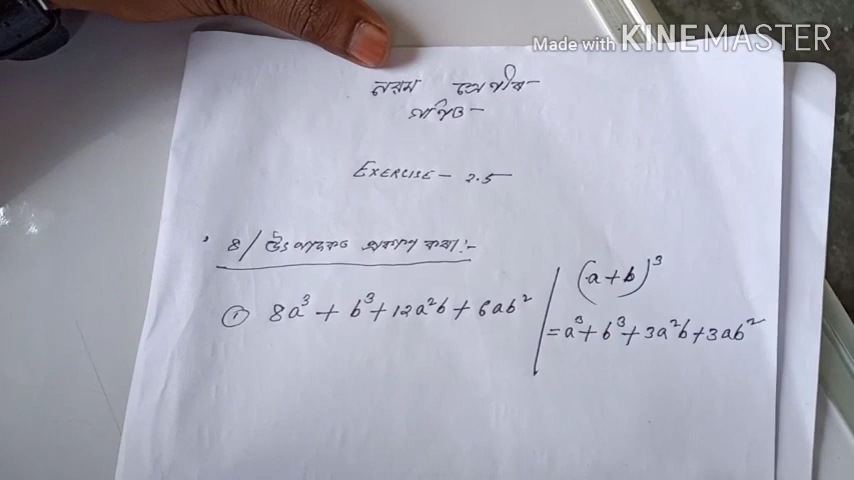 Made with KINEMASTER
নৱম শ্ৰেণীৰ-
গণিত-
EXERCISE- 2.5
8/ উৎপাদকত প্ৰকাশ কৰা:-
① 8a³ + b³ + 12a²b + 6ab²
(a+b)³
= a³ + b³ + 3a²b + 3ab²